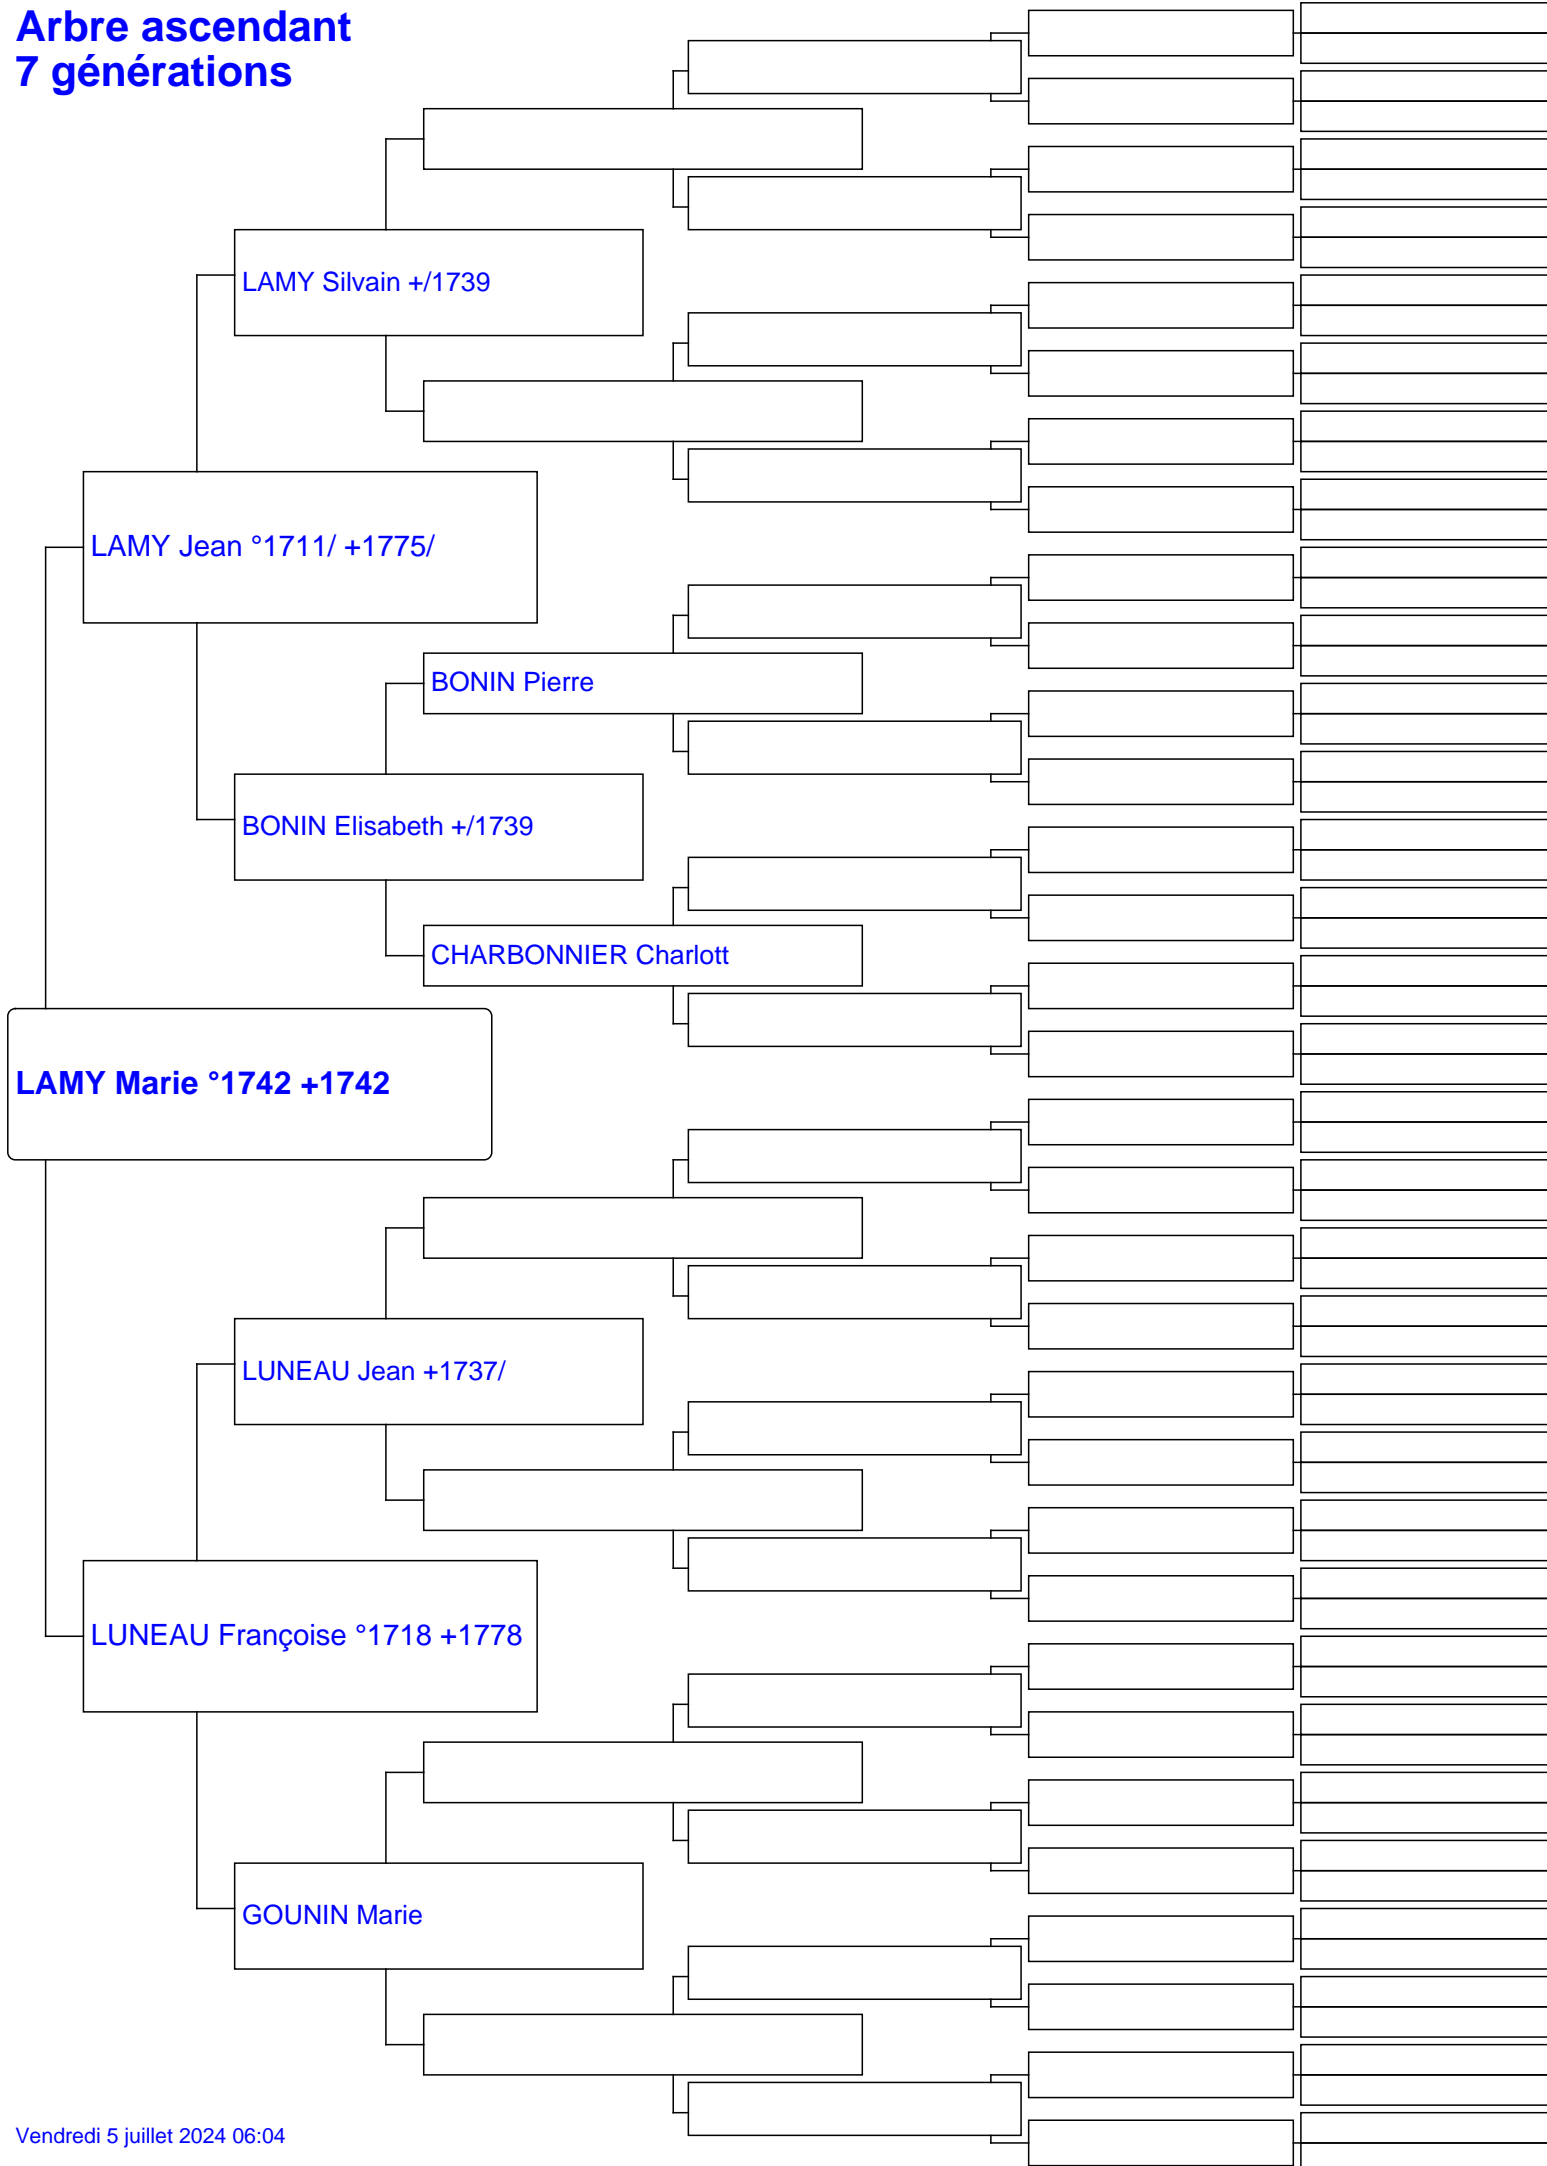 Arbre ascendant
7 générations
LAMY Silvain +/1739
LAMY Jean °1711/ +1775/
BONIN Pierre
BONIN Elisabeth +/1739
CHARBONNIER Charlott
LAMY Marie °1742 +1742
LUNEAU Jean +1737/
LUNEAU Françoise °1718 +1778
GOUNIN Marie
Vendredi 5 juillet 2024 06:04